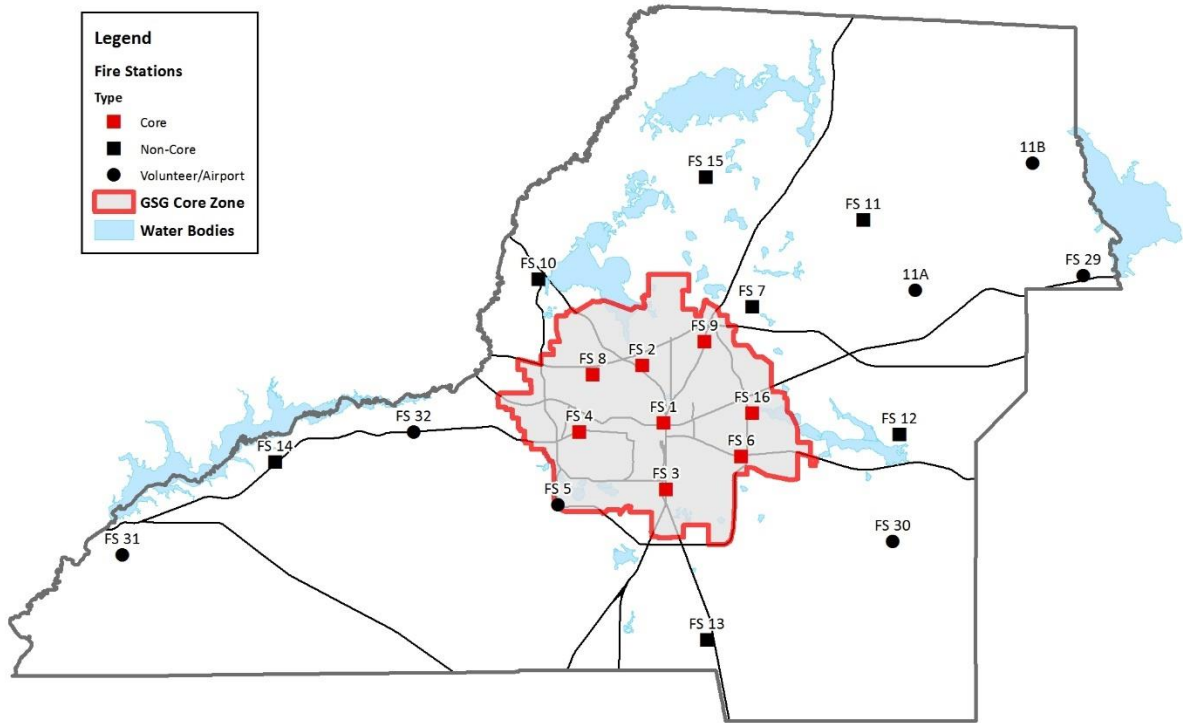 Legend
Fire Stations
Type
Core
Non-Core
Volunteer/Airport
GSG Core Zone
Water Bodies
11B
FS 15
FS 11
FS 29
FS 10
11A
FS 7
FS 9
FS 2
FS 8
FS 16
FS 1
FS 4
FS 32
FS 12
FS 14
FS 6
FS 3
FS 5
FS 30
FS 31
FS 13